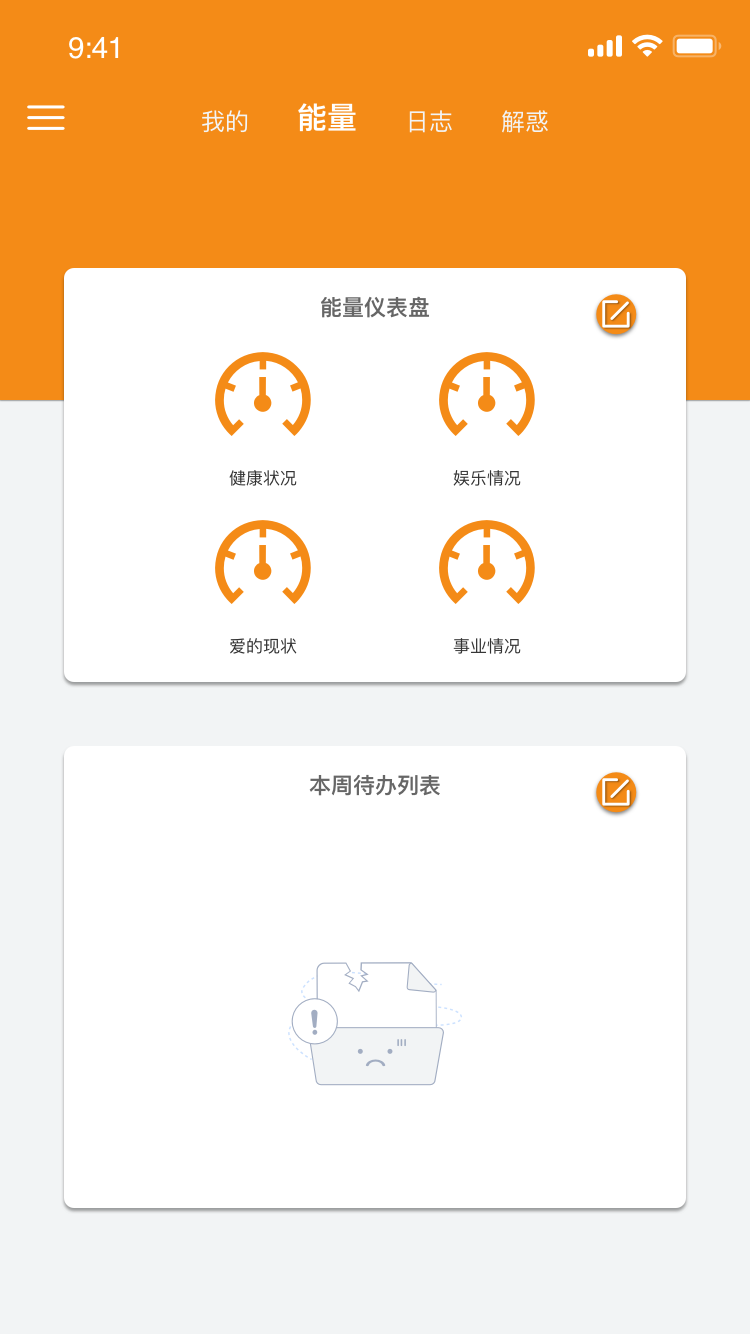 9:41
我的 能量 日志 解惑
能量仪表盘
健康状况 娱乐情况
爱的现状 事业情况
本周待办列表